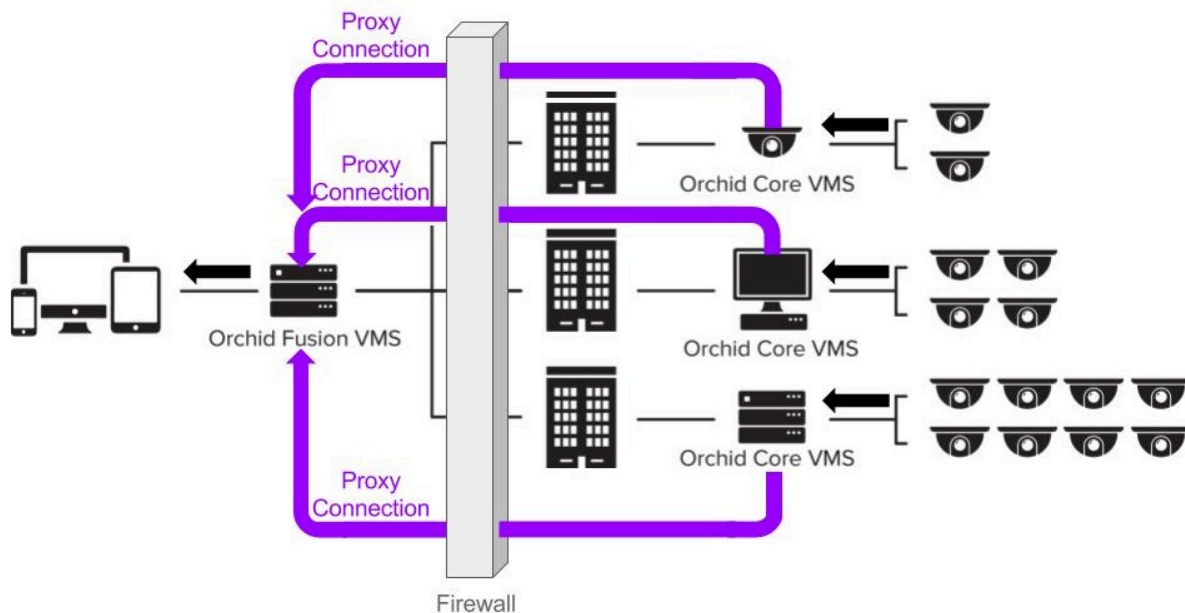 Proxy
Connection
Orchid Core VMS
Proxy
Connection
Orchid Fusion VMS
Orchid Core VMS
Orchid Core VMS
Proxy
Connection
Firewall